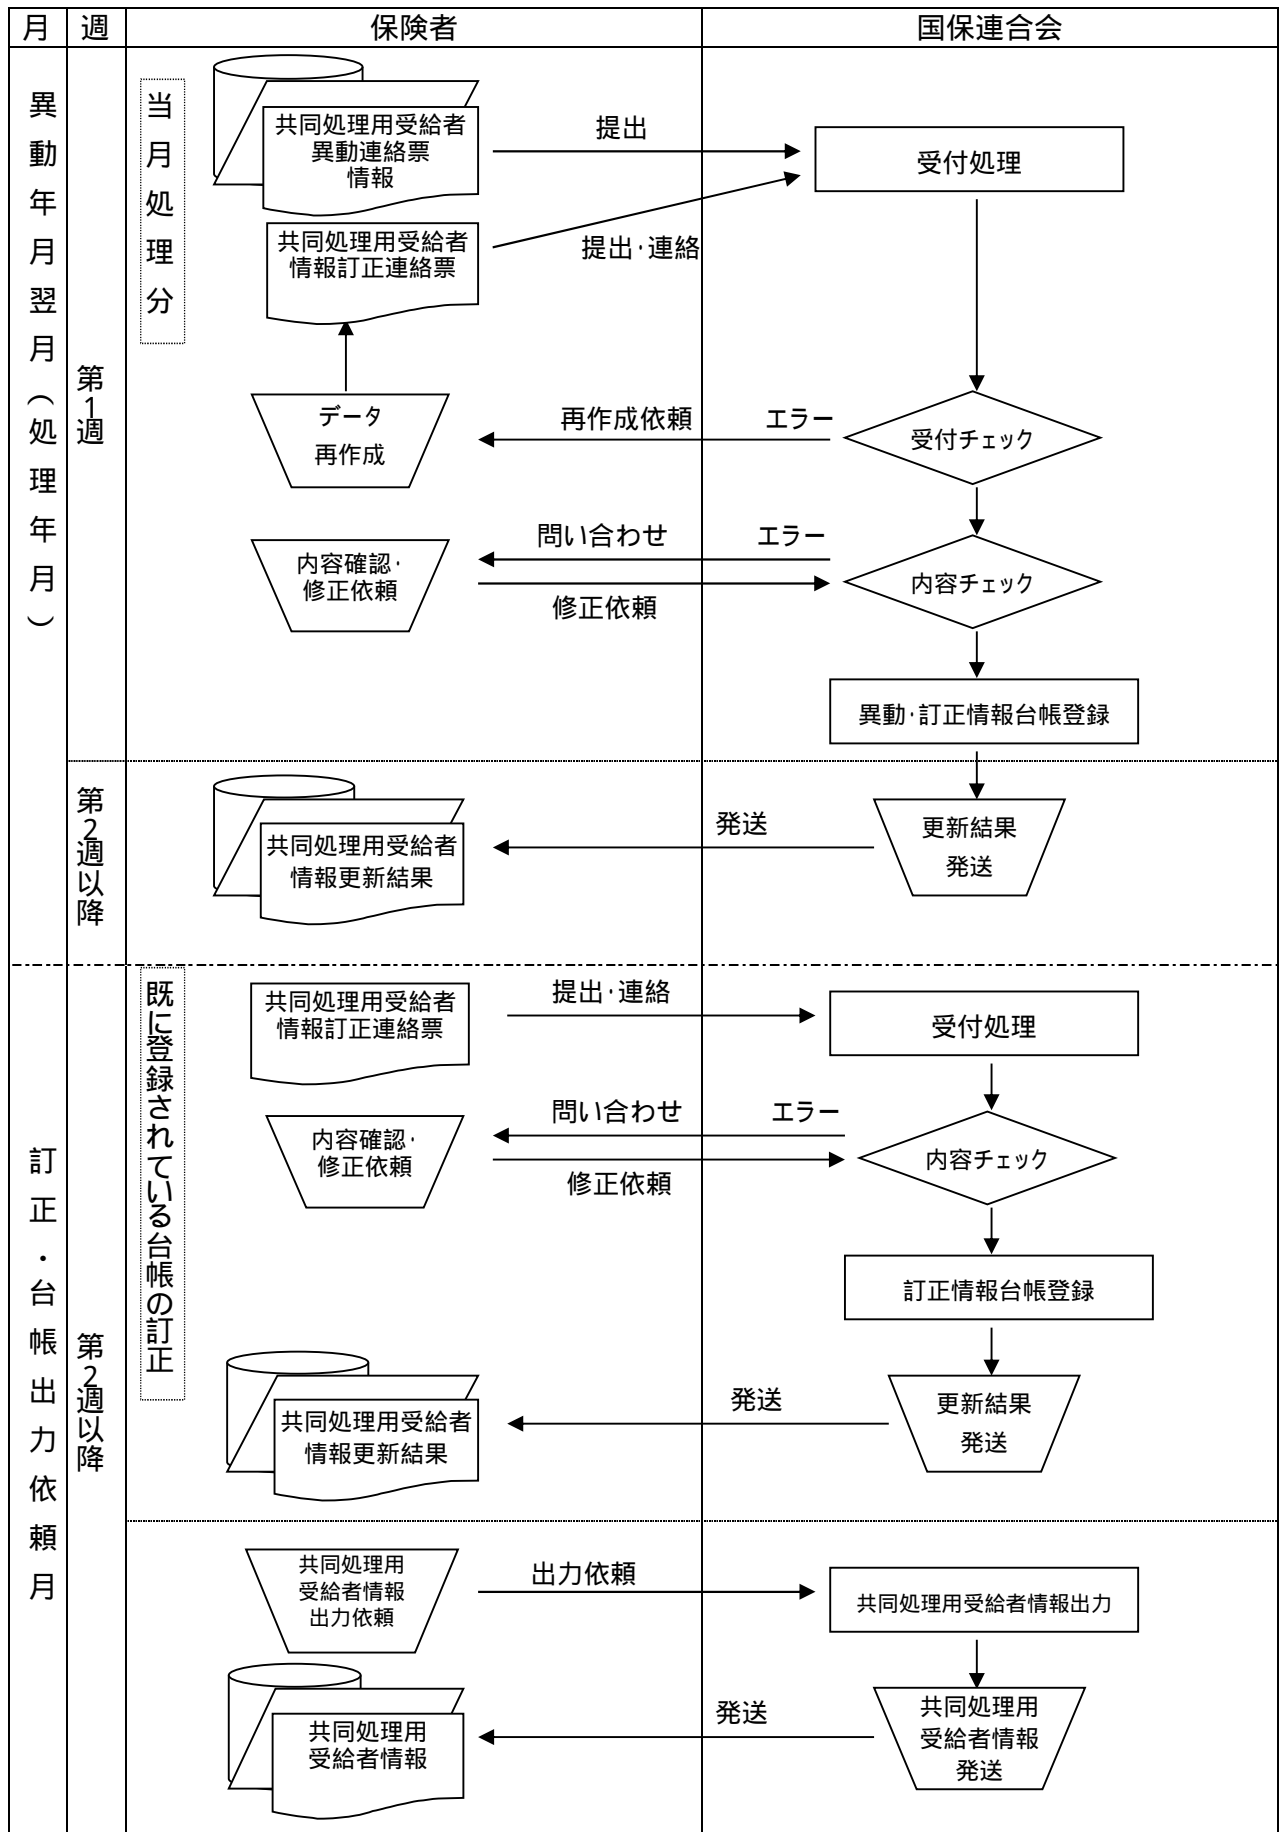 月
週
保険者
国保連合会
異動年月翌月（処理年月）
第1週
当月処理分
共同処理用受給者
異動連絡票
情報
提出
受付処理
共同処理用受給者
情報訂正連絡票
提出・連絡
データ
再作成
再作成依頼
エラー
受付チェック
内容確認・
修正依頼
問い合わせ
エラー
修正依頼
内容チェック
異動・訂正情報台帳登録
第2週以降
共同処理用受給者
情報更新結果
発送
更新結果
発送
訂正・台帳出力依頼月
第2週以降
既に登録されている台帳の訂正
共同処理用受給者
情報訂正連絡票
提出・連絡
受付処理
内容確認・
修正依頼
問い合わせ
エラー
修正依頼
内容チェック
訂正情報台帳登録
共同処理用受給者
情報更新結果
発送
更新結果
発送
共同処理用
受給者情報
出力依頼
出力依頼
共同処理用受給者情報出力
共同処理用
受給者情報
発送
共同処理用
受給者情報
発送